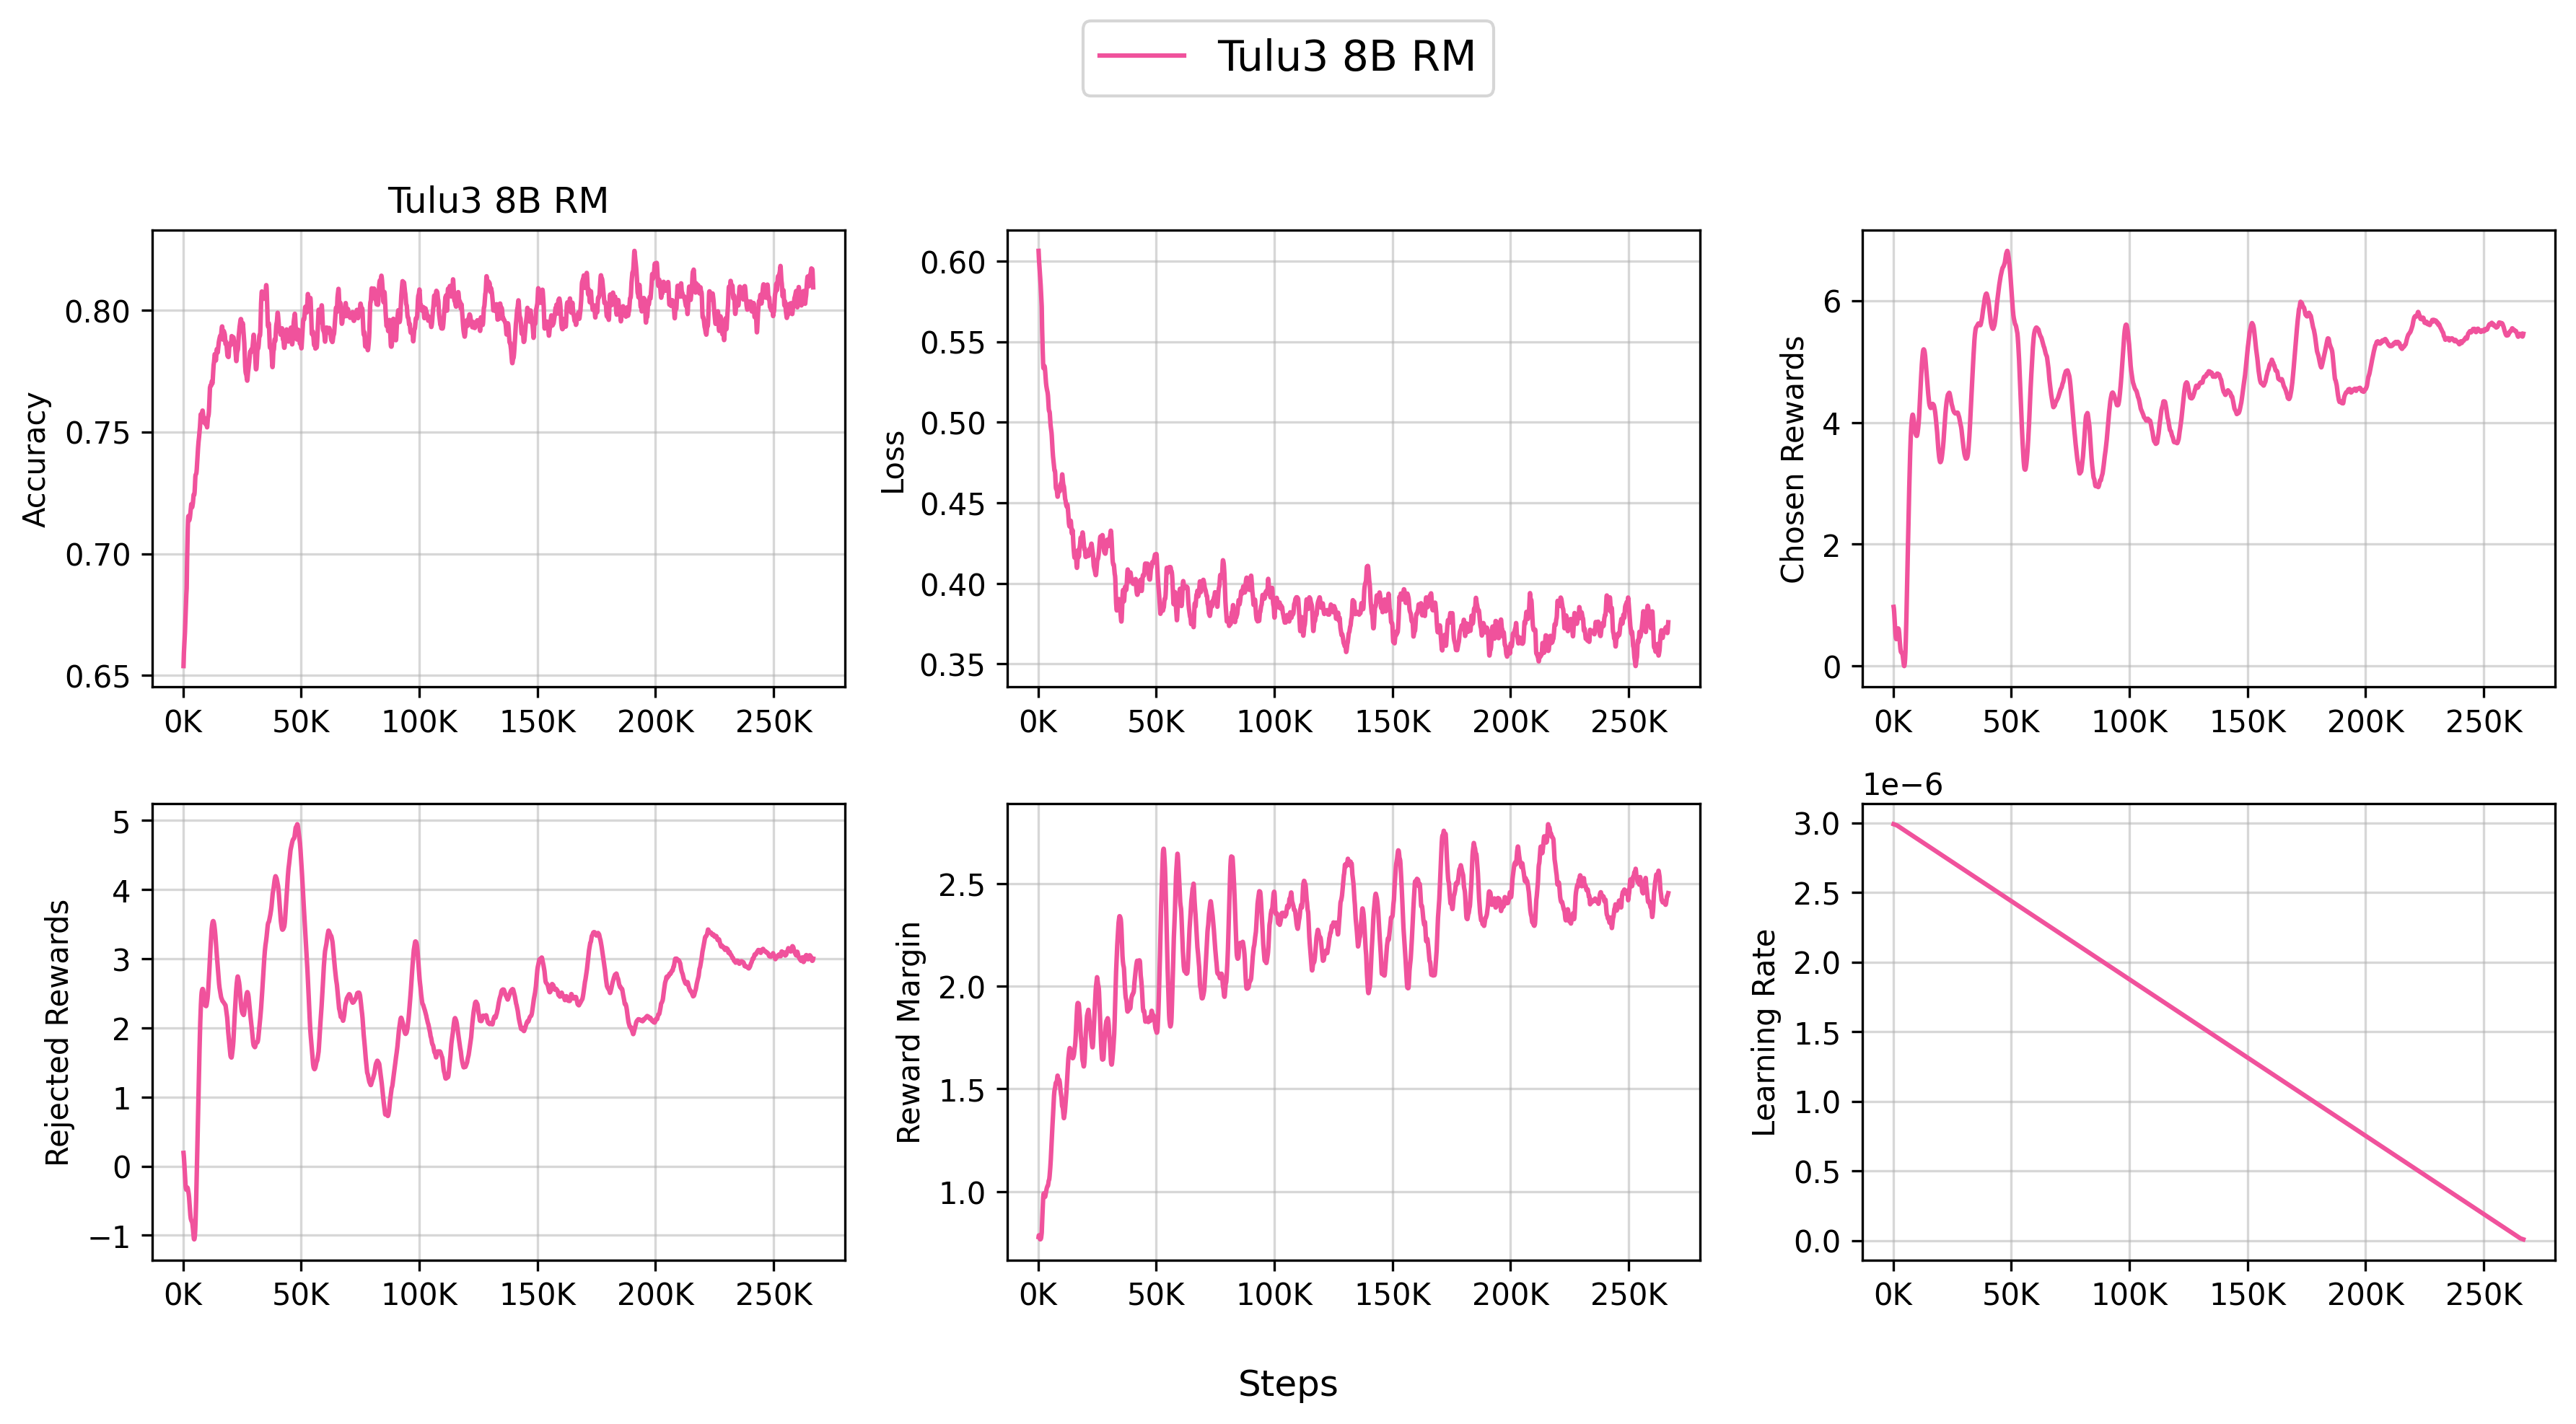 Tulu3 8B RM
Tulu3 8B RM
Accuracy
0.80
0.75
0.70
0.65
0K 50K 100K 150K 200K 250K
Loss
0.60
0.55
0.50
0.45
0.40
0.35
0K 50K 100K 150K 200K 250K
Chosen Rewards
6
4
2
0
0K 50K 100K 150K 200K 250K
Rejected Rewards
5
4
3
2
1
0
−1
0K 50K 100K 150K 200K 250K
Reward Margin
2.5
2.0
1.5
1.0
0K 50K 100K 150K 200K 250K
1e−6
Learning Rate
3.0
2.5
2.0
1.5
1.0
0.5
0.0
0K 50K 100K 150K 200K 250K
Steps